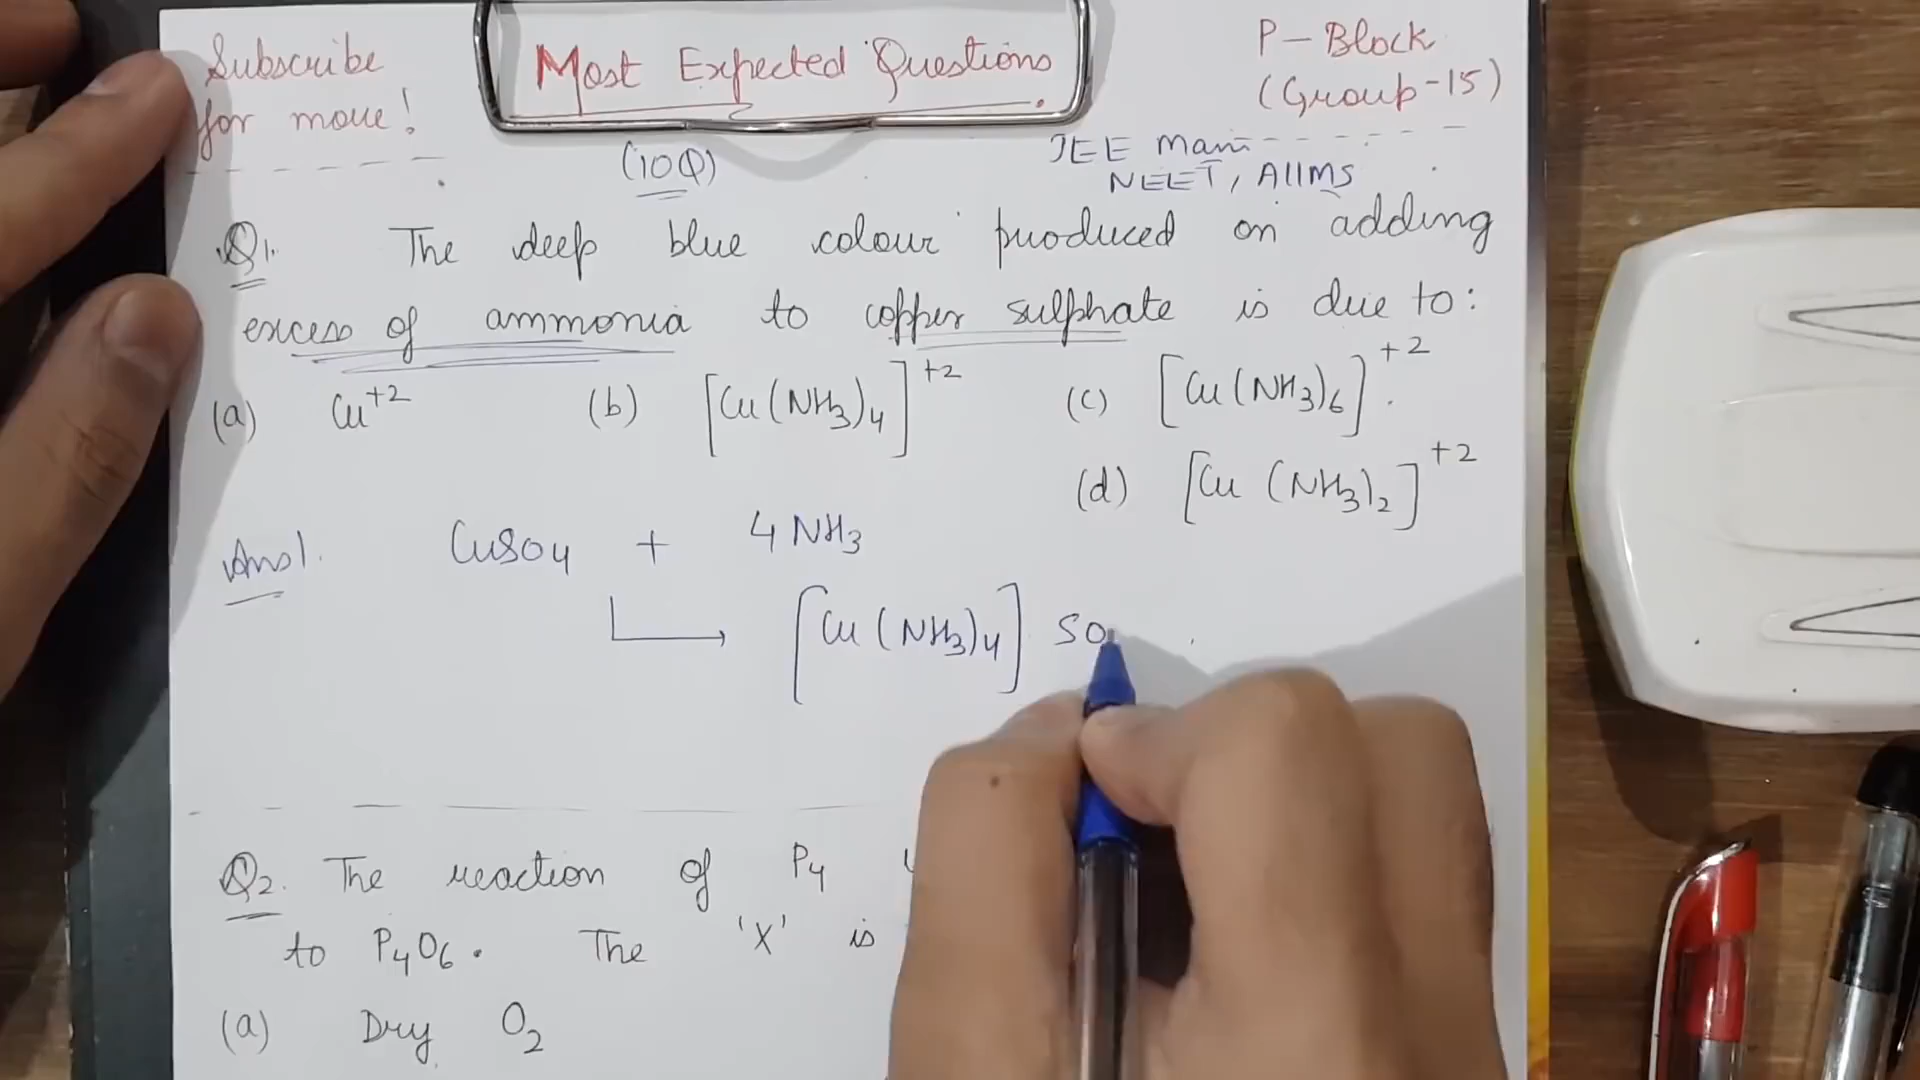 Subscribe
for more!
Most Expected Questions
P-Block
(Group-15)
(10Q)
JEE Main
NEET, AIIMS
Q1. The deep blue colour produced on adding
excess of ammonia to copper sulphate is due to:
(a) Cu⁺² (b) [Cu(NH₃)₄]⁺² (c) [Cu(NH₃)₆]⁺²
(d) [Cu(NH₃)₂]⁺²
Ans1. CuSO₄ + 4NH₃
→ [Cu(NH₃)₄] SO
Q2. The reaction of P₄
to P₄O₆. The 'X' is
(a) Dry O₂